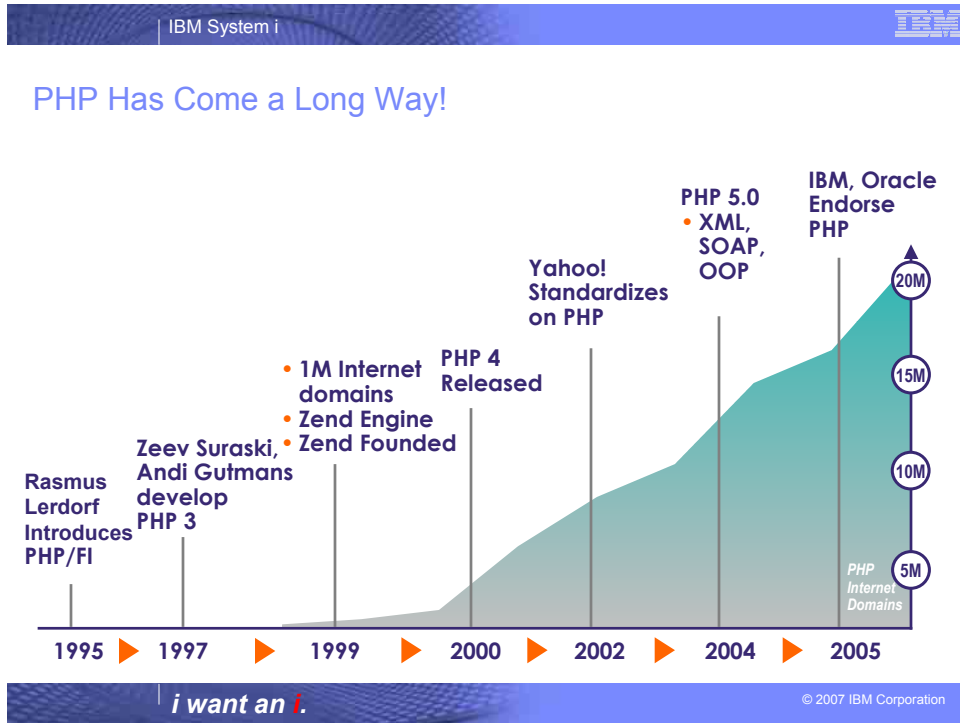 IBM System i
IBM
PHP Has Come a Long Way!
Rasmus
Lerdorf
Introduces
PHP/FI
Zeev Suraski,
Andi Gutmans
develop
PHP 3
• 1M Internet
domains
• Zend Engine
• Zend Founded
PHP 4
Released
Yahoo!
Standardizes
on PHP
PHP 5.0
• XML,
SOAP,
OOP
IBM, Oracle
Endorse
PHP
20M
15M
10M
5M
PHP
Internet
Domains
1995
1997
1999
2000
2002
2004
2005
i want an i.
© 2007 IBM Corporation